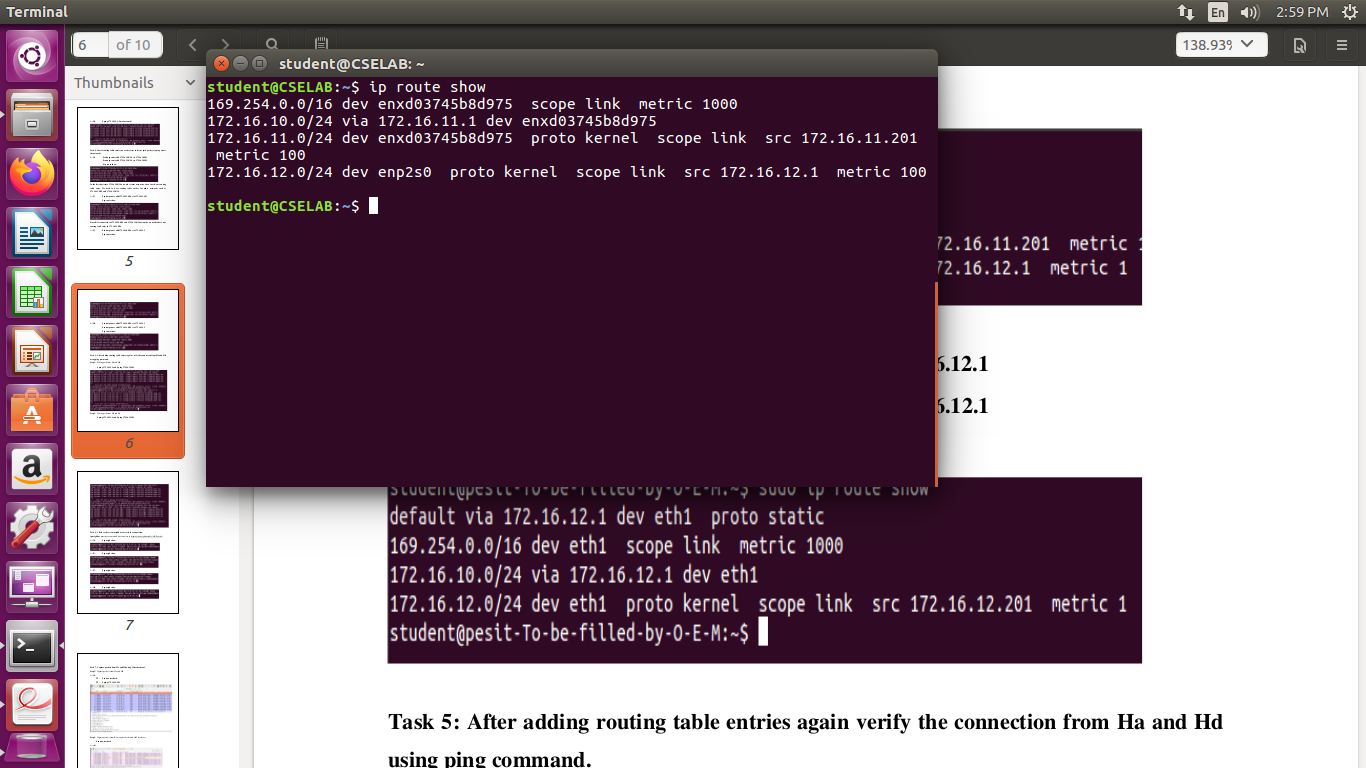 Terminal
En
2:59 PM
6 of 10
138.93%
Thumbnails
student@CSELAB: ~
student@CSELAB:~$ ip route show
169.254.0.0/16 dev enxd03745b8d975  scope link  metric 1000
172.16.10.0/24 via 172.16.11.1 dev enxd03745b8d975
172.16.11.0/24 dev enxd03745b8d975  proto kernel  scope link  src 172.16.11.201
 metric 100
172.16.12.0/24 dev enp2s0  proto kernel  scope link  src 172.16.12.1  metric 100
student@CSELAB:~$
5
6
7
72.16.11.201  metric 1
72.16.12.1  metric 1
6.12.1
6.12.1
student@pesit-To-be-filled-by-O-E-M:~$ sudo ip route show
default via 172.16.12.1 dev eth1  proto static
169.254.0.0/16 dev eth1  scope link  metric 1000
172.16.10.0/24 via 172.16.12.1 dev eth1
172.16.12.0/24 dev eth1  proto kernel  scope link  src 172.16.12.201  metric 1
student@pesit-To-be-filled-by-O-E-M:~$
Task 5: After adding routing table entries, again verify the connection from Ha and Hd
using ping command.